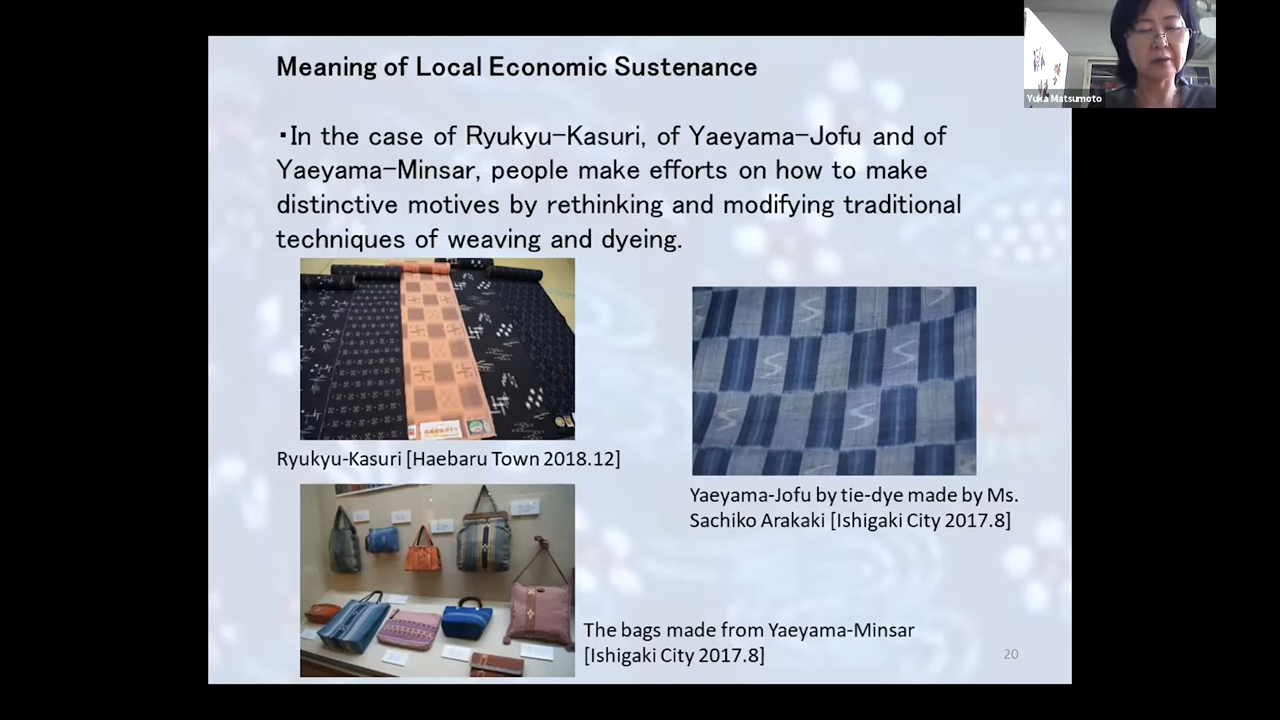 Meaning of Local Economic Sustenance
・In the case of Ryukyu-Kasuri, of Yaeyama-Jofu and of
Yaeyama-Minsar, people make efforts on how to make
distinctive motives by rethinking and modifying traditional
techniques of weaving and dyeing.
Ryukyu-Kasuri [Haebaru Town 2018.12]
Yaeyama-Jofu by tie-dye made by Ms.
Sachiko Arakaki [Ishigaki City 2017.8]
The bags made from Yaeyama-Minsar
[Ishigaki City 2017.8]
20
Yuka Matsumoto